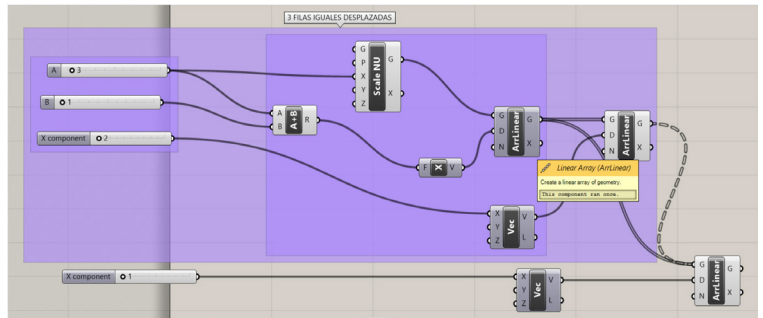 3 FILAS IGUALES DESPLAZADAS
A 3
B 1
X component 2
G
P
X
Y
Z
Scale NU
G
X
A
B
A+B
R
F
X
V
G
D
N
ArrLinear
G
X
G
D
N
ArrLinear
G
X
Linear Array (ArrLinear)
Create a linear array of geometry.
This component ran once.
X
Y
Z
Vec
V
L
X component 1
X
Y
Z
Vec
V
L
G
D
N
ArrLinear
G
X